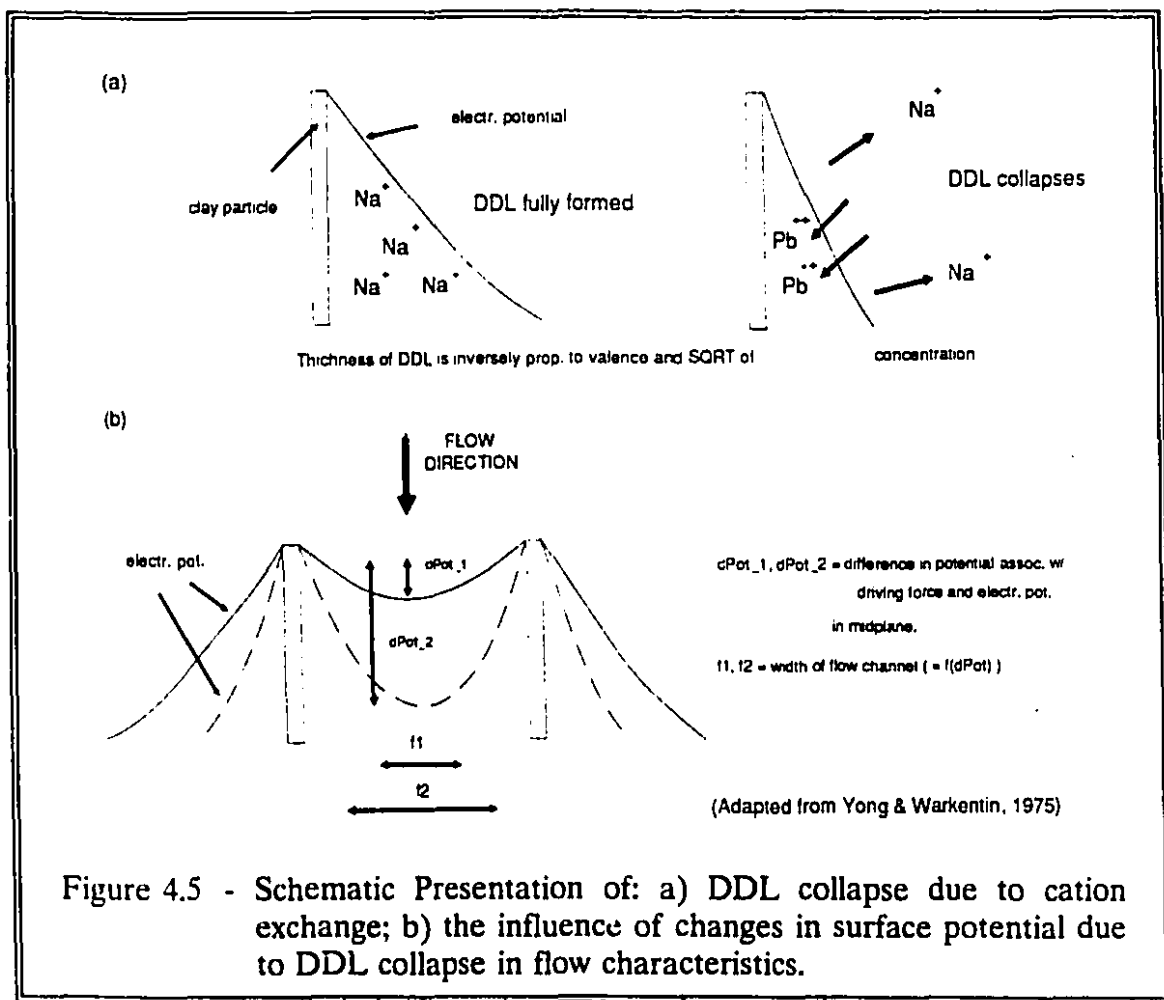 (a)
electr. potential
clay particle
Na+
Na+
Na+
Na+
DDL fully formed
Na+
DDL collapses
Pb++
Pb++
Na+
Thickness of DDL is inversely prop. to valence and SQRT of concentration
(b)
FLOW
DIRECTION
electr. pot.
dPot_1
dPot_2
f1
f2
dPot_1, dPot_2 = difference in potential assoc. w/
driving force and electr. pot.
in midplane.
f1, f2 = width of flow channel ( = f(dPot) )
(Adapted from Yong & Warkentin, 1975)
Figure 4.5 - Schematic Presentation of: a) DDL collapse due to cation
exchange; b) the influence of changes in surface potential due
to DDL collapse in flow characteristics.